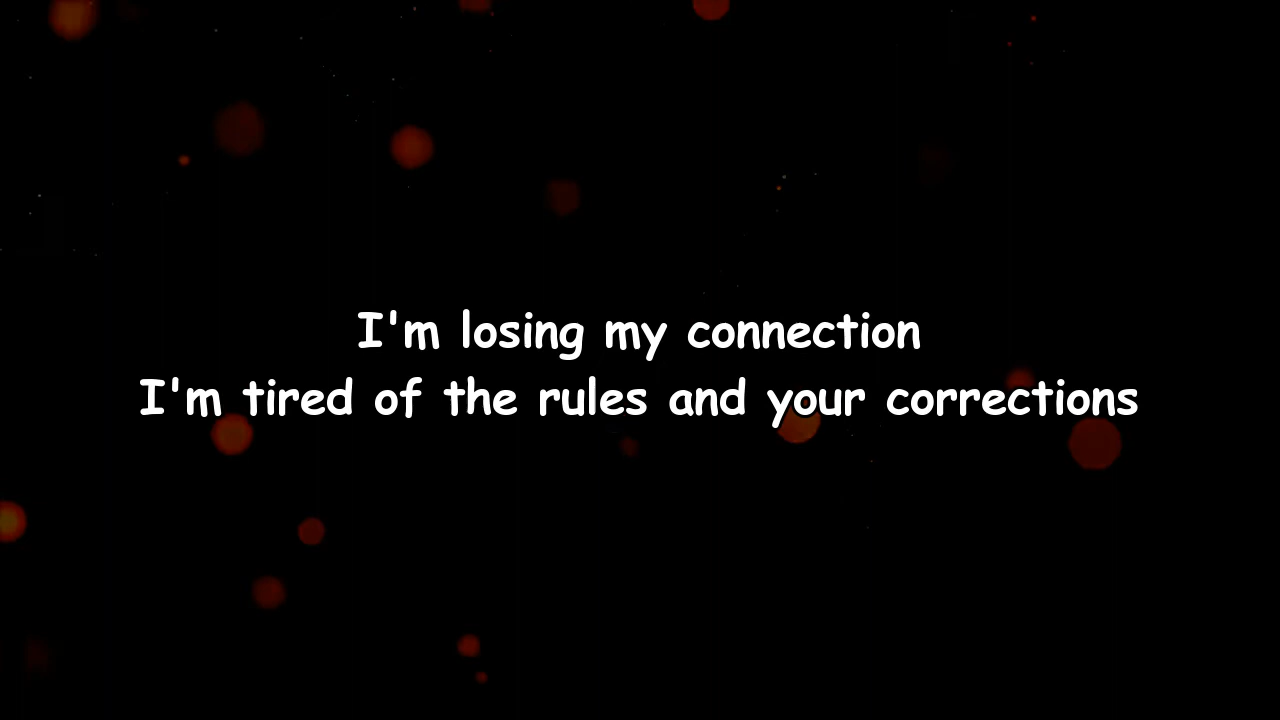 I'm losing my connection
I'm tired of the rules and your corrections